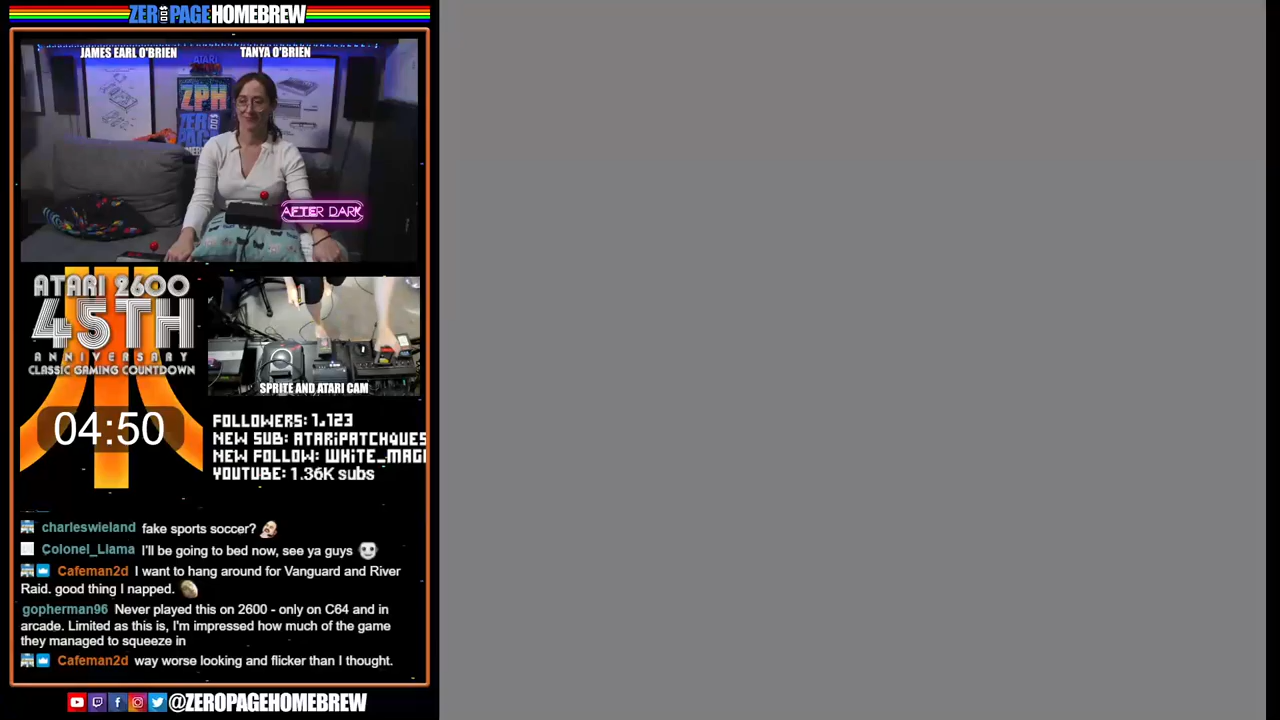 ZERO PAGE HOMEBREW
JAMES EARL O'BRIEN TANYA O'BRIEN
ATARI
ZPH
ZERO
PAGE
AFTER DARK
ATARI 2600
45TH
ANNIVERSARY
CLASSIC GAMING COUNTDOWN
04:50
SPRITE AND ATARI CAM
FOLLOWERS: 1,123
NEW SUB: ATARIPATCHQUES
NEW FOLLOW: WHITE_MAG
YOUTUBE: 1.36K subs
charleswieland fake sports soccer?
Colonel_Llama I'll be going to bed now, see ya guys
Cafeman2d I want to hang around for Vanguard and River
Raid. good thing I napped.
gopherman96 Never played this on 2600 - only on C64 and in
arcade. Limited as this is, I'm impressed how much of the game
they managed to squeeze in
Cafeman2d way worse looking and flicker than I thought.
@ZEROPAGEHOMEBREW